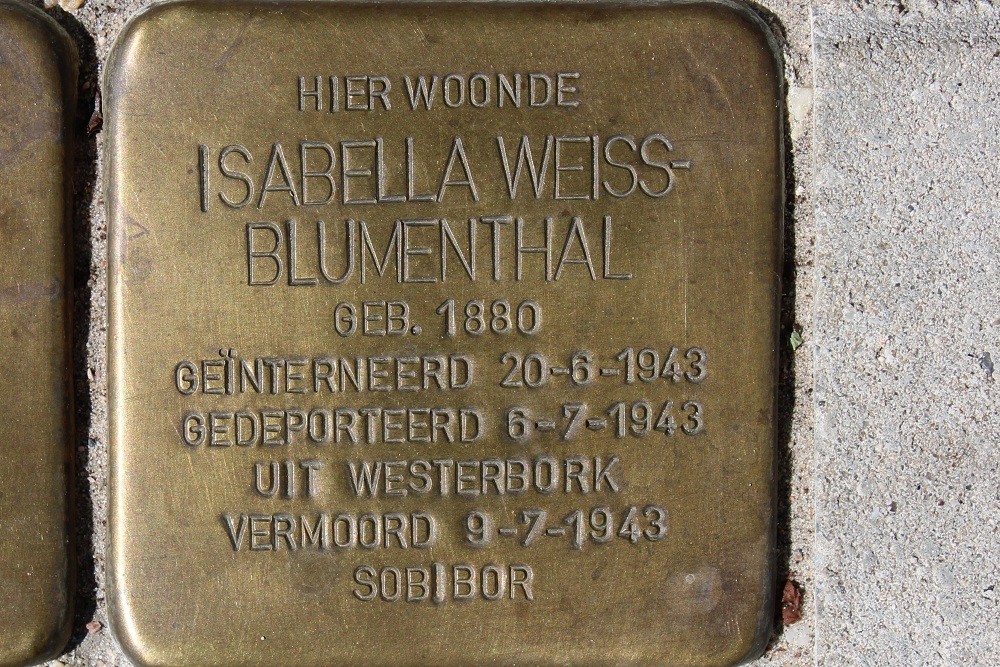 HIER WOONDE
ISABELLA WEISS-
BLUMENTHAL
GEB. 1880
GEÏNTERNEERD 20-6-1943
GEDEPORTEERD 6-7-1943
UIT WESTERBORK
VERMOORD 9-7-1943
SOBIBOR